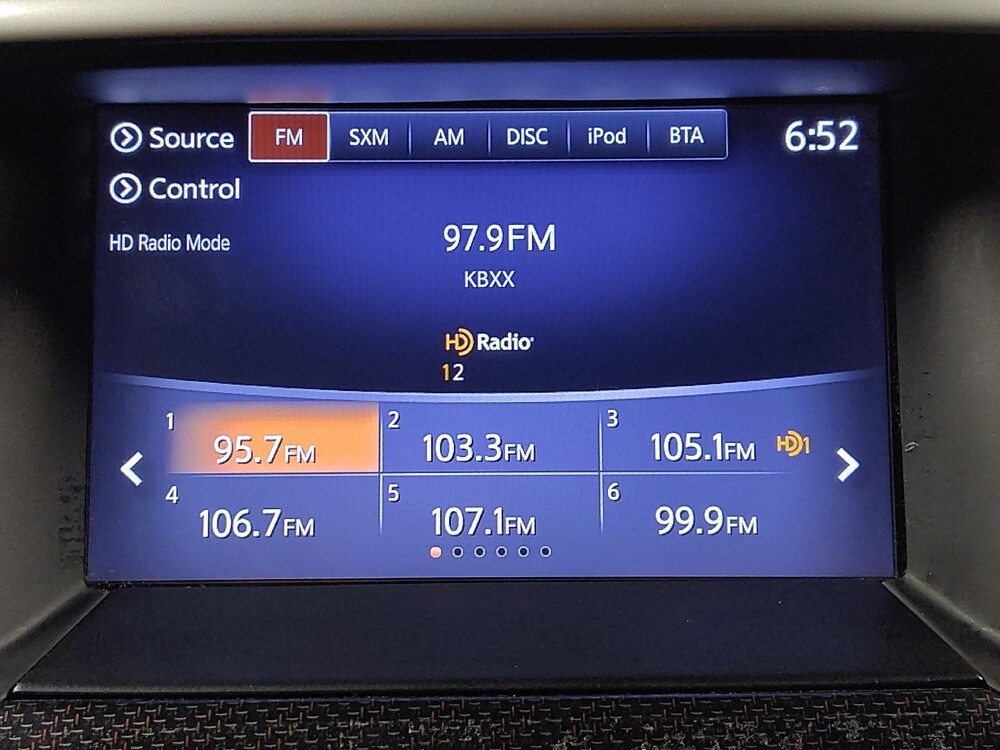 Source FM SXM AM DISC iPod BTA 6:52
Control
HD Radio Mode
97.9FM
KBXX
HD Radio
12
1 95.7FM 2 103.3FM 3 105.1FM HD1
4 106.7FM 5 107.1FM 6 99.9FM